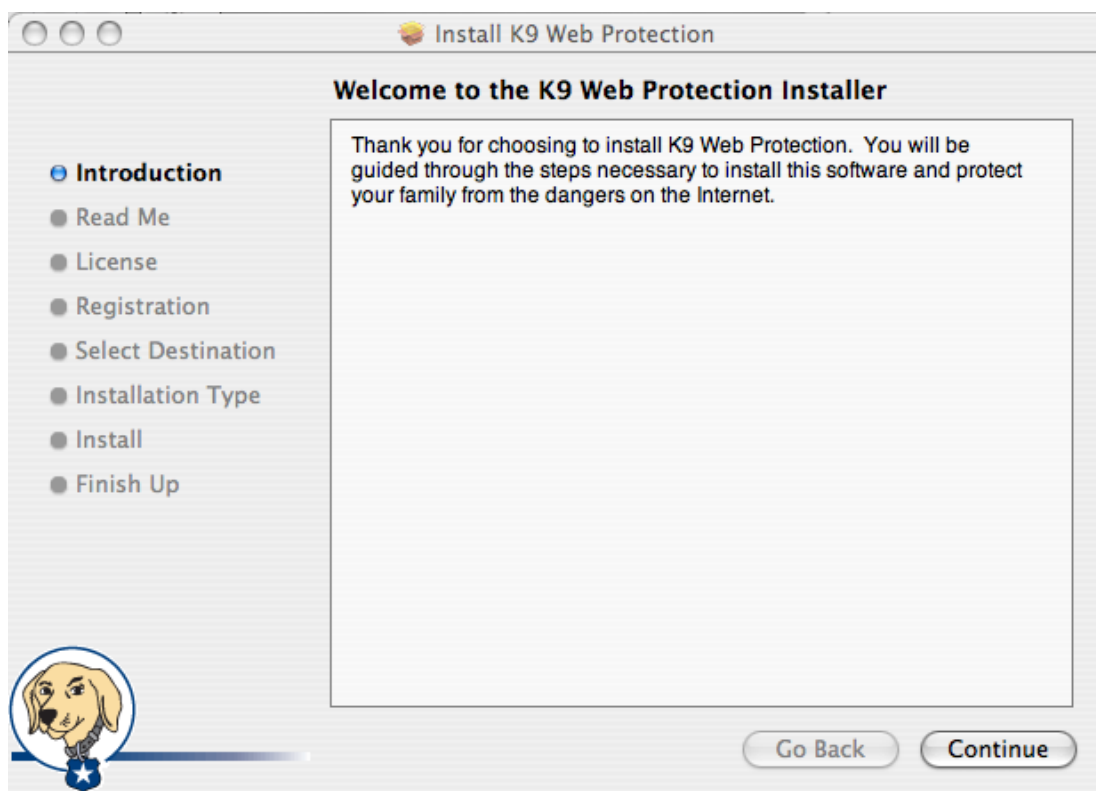 Install K9 Web Protection
Welcome to the K9 Web Protection Installer
Introduction
Read Me
License
Registration
Select Destination
Installation Type
Install
Finish Up
Thank you for choosing to install K9 Web Protection.  You will be
guided through the steps necessary to install this software and protect
your family from the dangers on the Internet.
Go Back
Continue